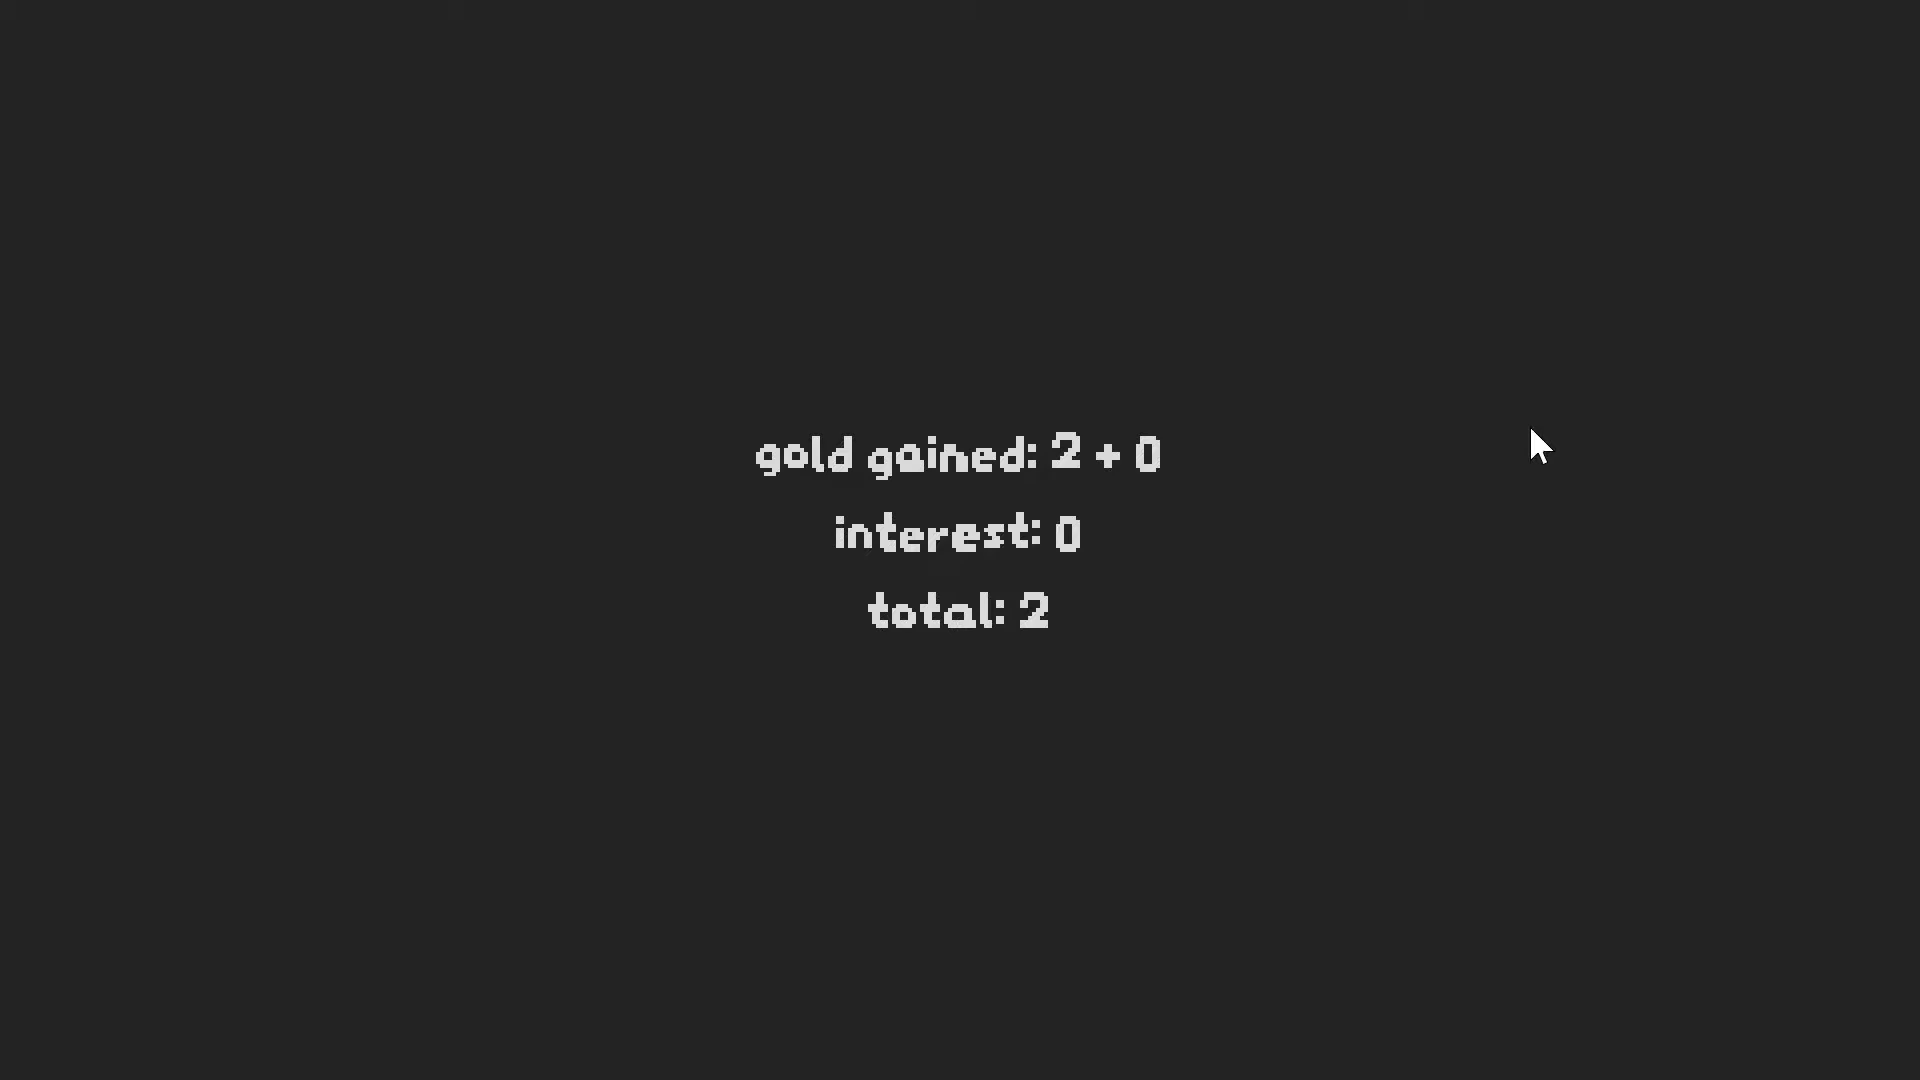 gold gained: 2 + 0
interest: 0
total: 2